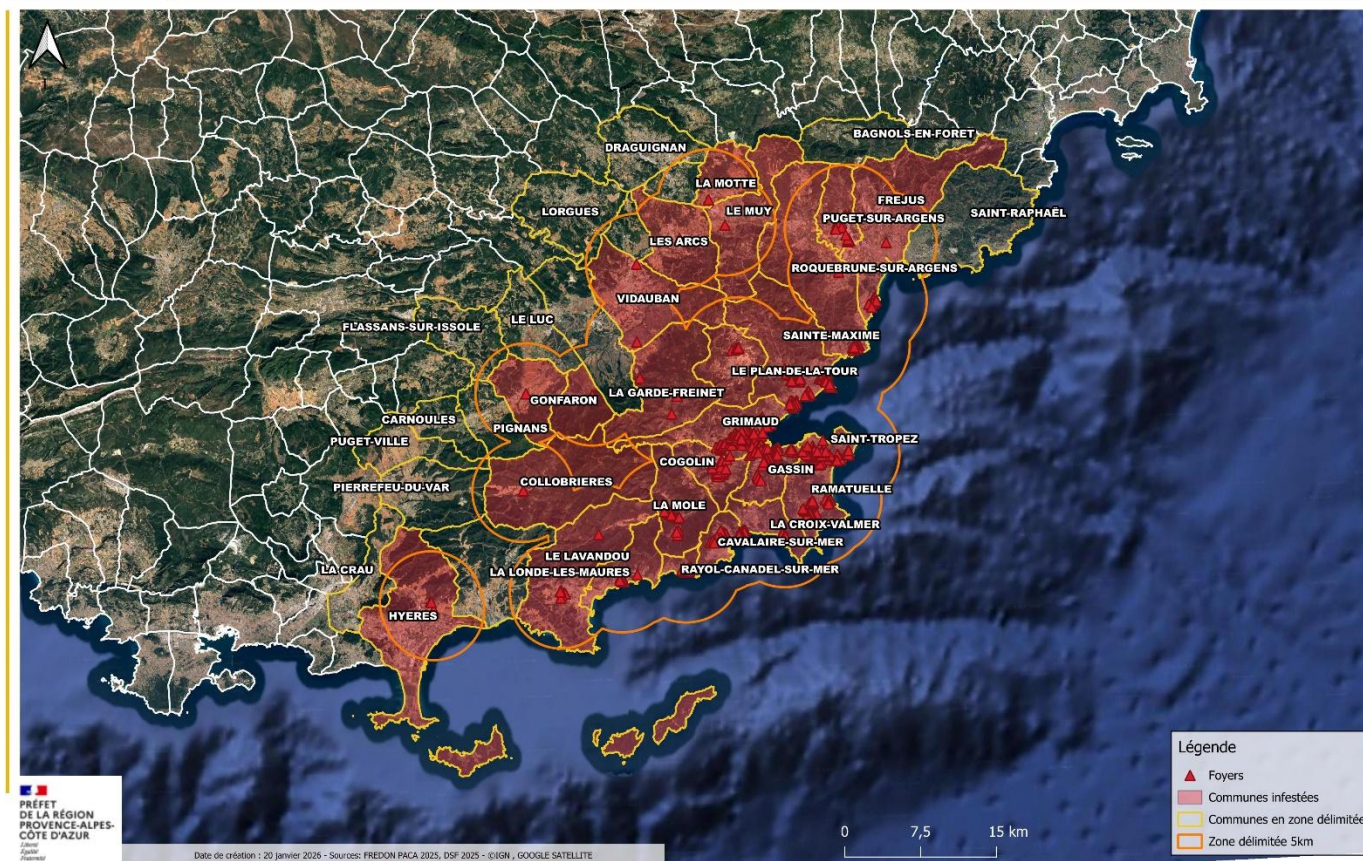 BAGNOLS-EN-FORET
DRAGUIGNAN
LA MOTTE
FREJUS
LORGUES
LE MUY
PUGET-SUR-ARGENS
SAINT-RAPHAËL
LES ARCS
ROQUEBRUNE-SUR-ARGENS
VIDAUBAN
LE LUC
FLASSANS-SUR-ISSOLE
SAINTE-MAXIME
LE PLAN-DE-LA-TOUR
LA GARDE-FREINET
GONFARON
CARNOULES
PIGNANS
GRIMAUD
PUGET-VILLE
SAINT-TROPEZ
COGOLIN
GASSIN
PIERREFEU-DU-VAR
COLLOBRIERES
RAMATUELLE
LA MOLE
LA CROIX-VALMER
CAVALAIRE-SUR-MER
LE LAVANDOU
LA CRAU
LA LONDE-LES-MAURES
RAYOL-CANADEL-SUR-MER
HYERES
Légende
Foyers
Communes infestées
Communes en zone délimitée
Zone délimitée 5km
PRÉFET
DE LA RÉGION
PROVENCE-ALPES-
CÔTE D'AZUR
Liberté
Égalité
Fraternité
0 7,5 15 km
Date de création : 20 janvier 2026 - Sources: FREDON PACA 2025, DSF 2025 - ©IGN , GOOGLE SATELLITE